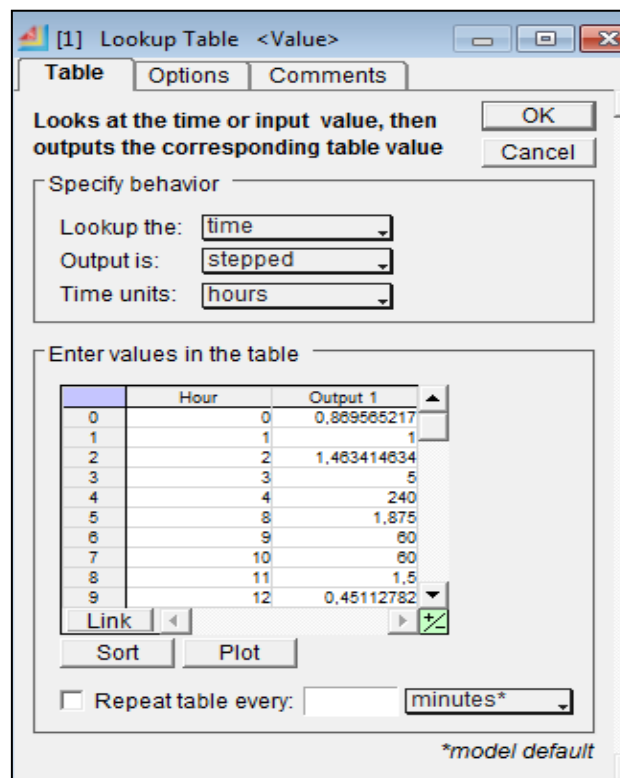 [1] Lookup Table <Value>
Table Options Comments
Looks at the time or input value, then
outputs the corresponding table value
OK
Cancel
Specify behavior
Lookup the: time
Output is: stepped
Time units: hours
Enter values in the table
Hour Output 1
0 0 0,869565217
1 1 1
2 2 1,463414634
3 3 5
4 4 240
5 8 1,875
6 9 60
7 10 60
8 11 1,5
9 12 0,45112782
Link
+/-
Sort Plot
Repeat table every: minutes*
*model default